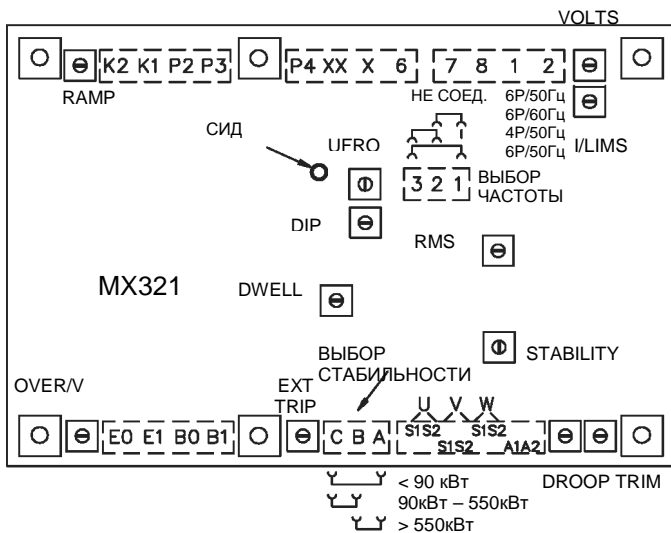 VOLTS
K2 K1 P2 P3
P4 XX X 6
7 8 1 2
RAMP
НЕ СОЕД. 6P/50Гц
6P/60Гц
4P/50Гц
6P/50Гц
I/LIMS
СИД
UFRO
3 2 1
ВЫБОР
ЧАСТОТЫ
DIP
RMS
MX321
DWELL
ВЫБОР
СТАБИЛЬНОСТИ
STABILITY
OVER/V
EXT
TRIP
U V W
E0 E1 B0 B1
C B A
S1S2 S1S2
S1S2 A1A2
DROOP TRIM
< 90 кВт
90кВт – 550кВт
> 550кВт